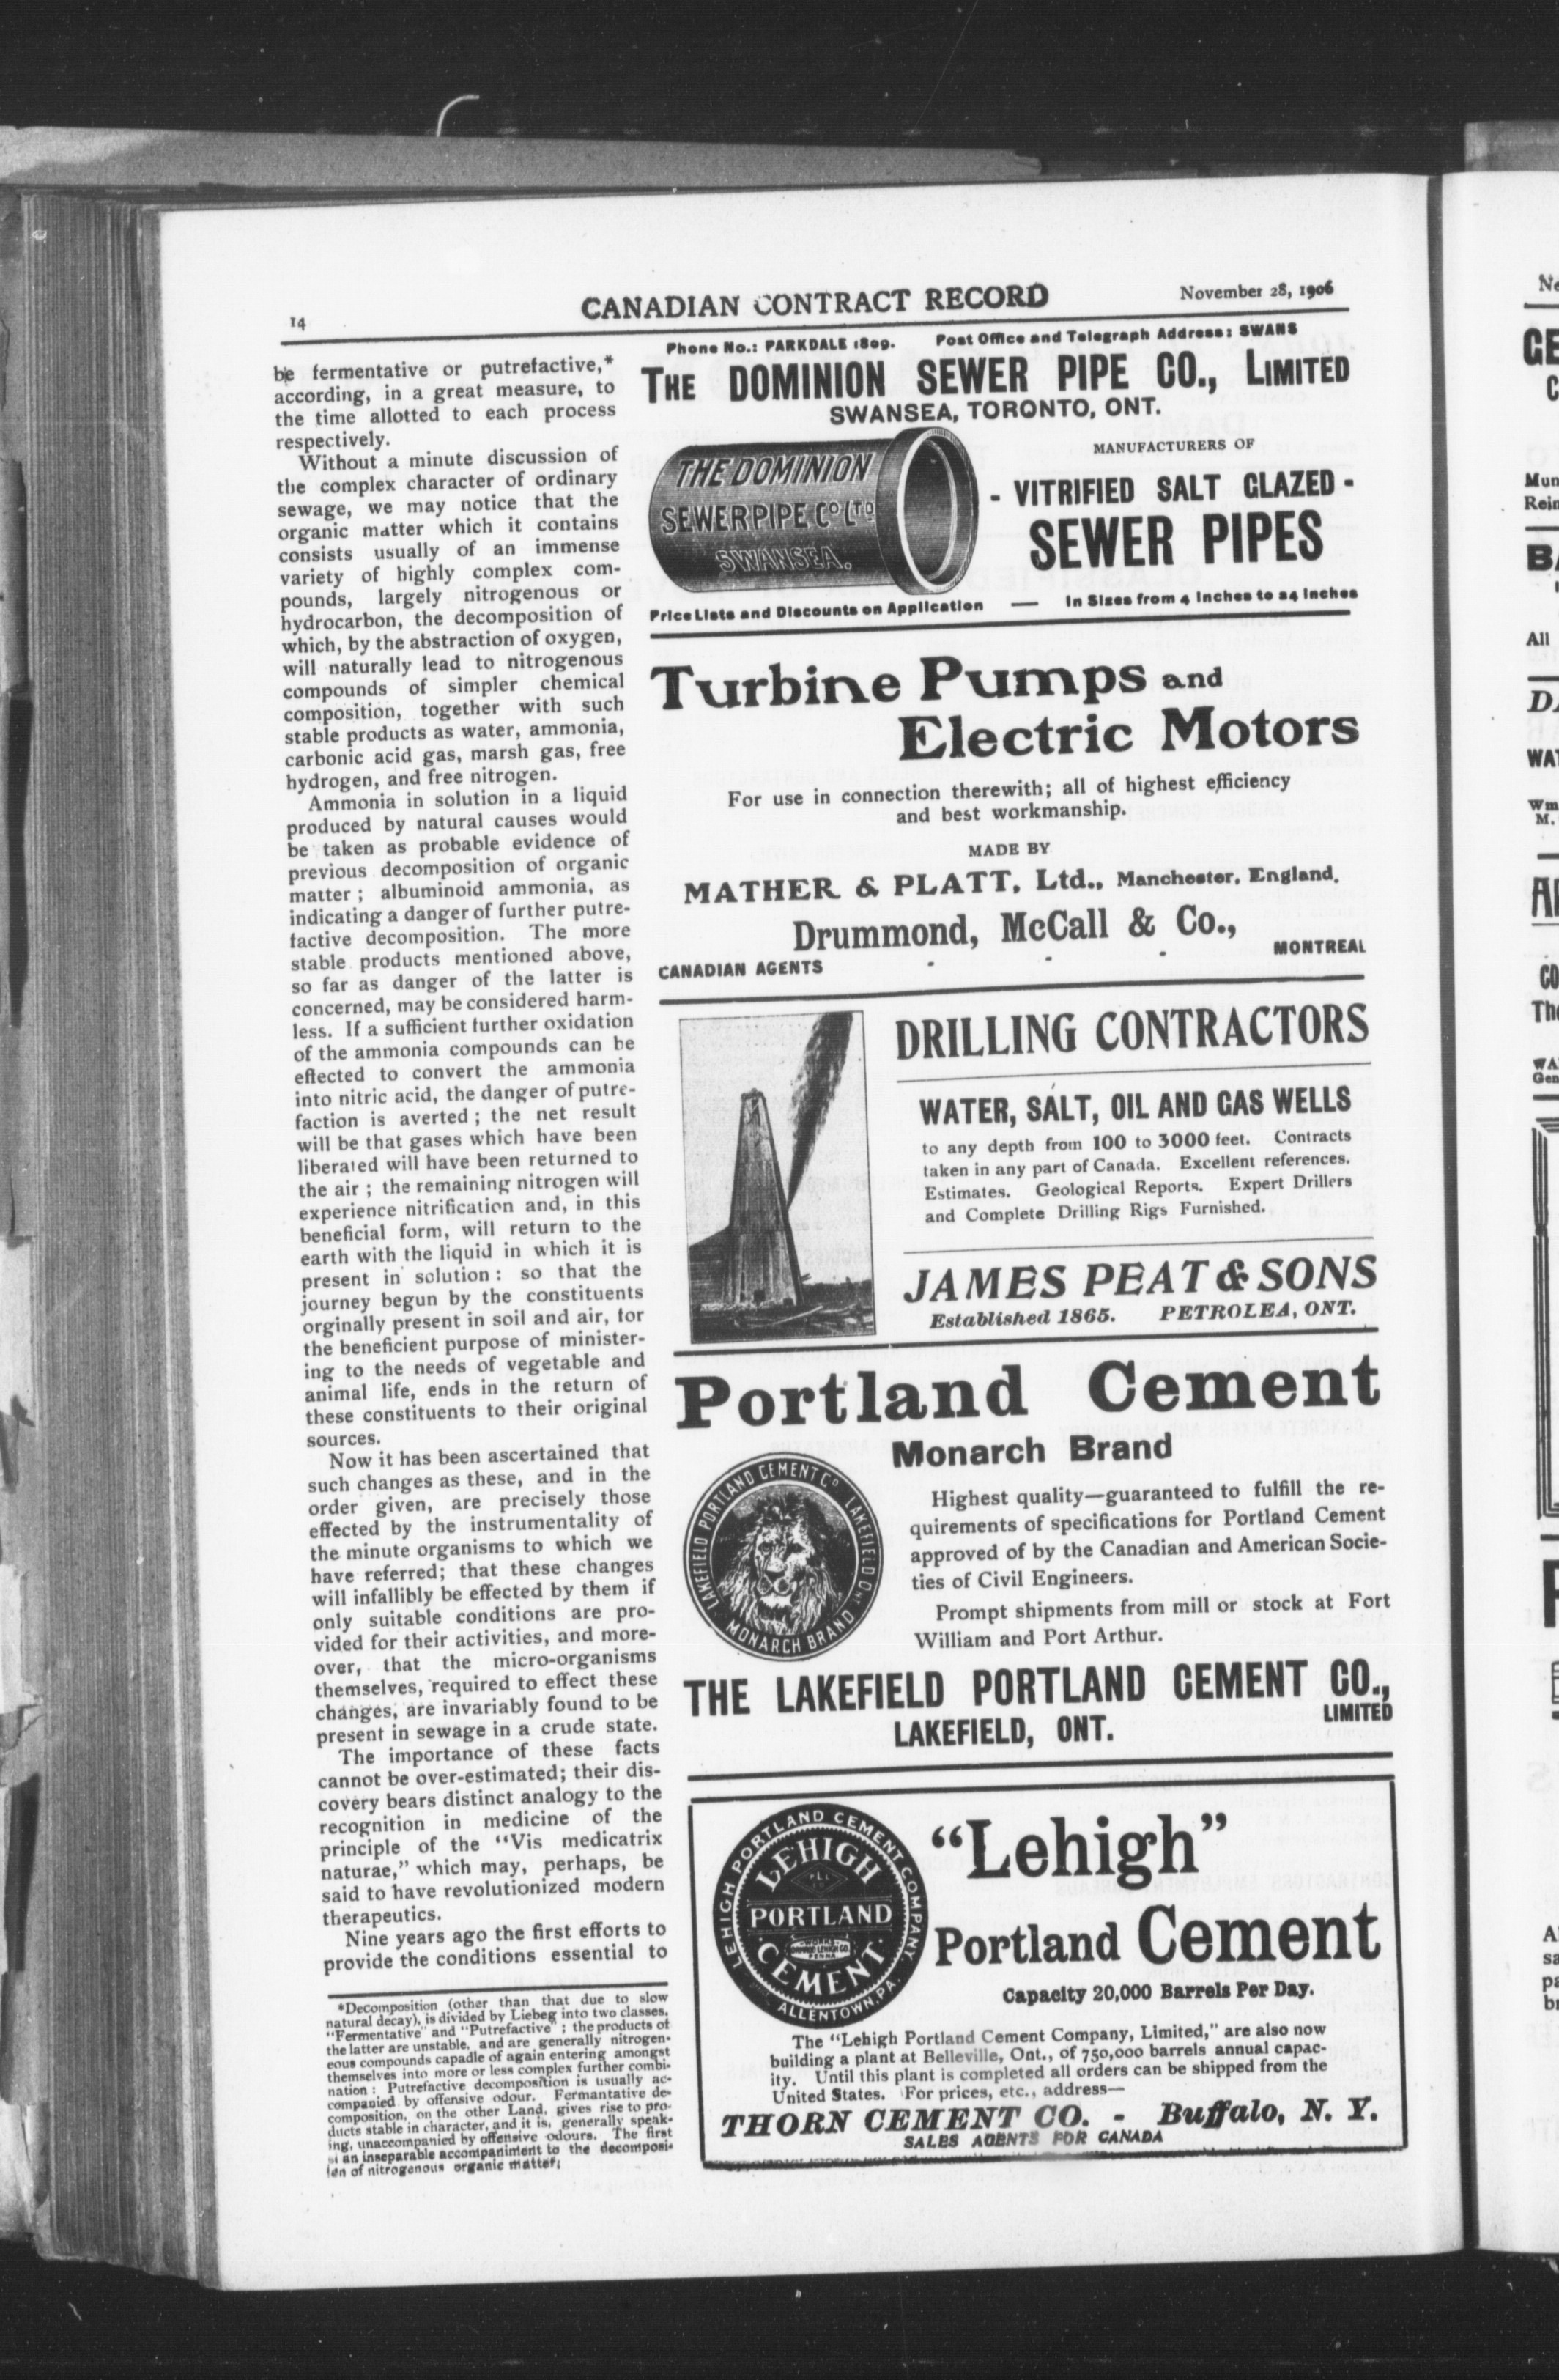 14
CANADIAN CONTRACT RECORD
November 28, 1906
be fermentative or putrefactive,*
according, in a great measure, to
the time allotted to each process
respectively.
Without a minute discussion of
the complex character of ordinary
sewage, we may notice that the
organic matter which it contains
consists usually of an immense
variety of highly complex com-
pounds, largely nitrogenous or
hydrocarbon, the decomposition of
which, by the abstraction of oxygen,
will naturally lead to nitrogenous
compounds of simpler chemical
composition, together with such
stable products as water, ammonia,
carbonic acid gas, marsh gas, free
hydrogen, and free nitrogen.
Ammonia in solution in a liquid
produced by natural causes would
be taken as probable evidence of
previous decomposition of organic
matter ; albuminoid ammonia, as
indicating a danger of further putre-
factive decomposition. The more
stable products mentioned above,
so far as danger of the latter is
concerned, may be considered harm-
less. If a sufficient further oxidation
of the ammonia compounds can be
effected to convert the ammonia
into nitric acid, the danger of putre-
faction is averted ; the net result
will be that gases which have been
liberated will have been returned to
the air ; the remaining nitrogen will
experience nitrification and, in this
beneficial form, will return to the
earth with the liquid in which it is
present in solution : so that the
journey begun by the constituents
orginally present in soil and air, for
the beneficient purpose of minister-
ing to the needs of vegetable and
animal life, ends in the return of
these constituents to their original
sources.
Now it has been ascertained that
such changes as these, and in the
order given, are precisely those
effected by the instrumentality of
the minute organisms to which we
have referred; that these changes
will infallibly be effected by them if
only suitable conditions are pro-
vided for their activities, and more-
over, that the micro-organisms
themselves, required to effect these
changes, are invariably found to be
present in sewage in a crude state.
The importance of these facts
cannot be over-estimated; their dis-
covery bears distinct analogy to the
recognition in medicine of the
principle of the "Vis medicatrix
naturae," which may, perhaps, be
said to have revolutionized modern
therapeutics.
Nine years ago the first efforts to
provide the conditions essential to
*Decomposition (other than that due to slow
natural decay), is divided by Liebeg into two classes,
"Fermentative" and "Putrefactive" ; the products of
the latter are unstable, and are generally nitrogen-
eous compounds capadle of again entering amongst
themselves into more or less complex further combi-
nation : Putrefactive decomposition is usually ac-
companied by offensive odour. Fermantative de-
composition, on the other Land, gives rise to pro-
ducts stable in character, and it is, generally speak-
ing, unaccompanied by offensive odours. The first
an inseparable accompaniment to the decomposi-
of nitrogenous organic matter;
Phone No.: PARKDALE 1809. Post Office and Telegraph Address: SWANS
THE DOMINION SEWER PIPE CO., LIMITED
SWANSEA, TORONTO, ONT.
THE DOMINION
SEWER PIPE CO LTD
SWANSEA.
MANUFACTURERS OF
- VITRIFIED SALT GLAZED -
SEWER PIPES
Price Lists and Discounts on Application — In Sizes from 4 Inches to 24 Inches
Turbine Pumps and
Electric Motors
For use in connection therewith; all of highest efficiency
and best workmanship.
MADE BY
MATHER & PLATT, Ltd., Manchester, England.
Drummond, McCall & Co.,
CANADIAN AGENTS - - - MONTREAL
DRILLING CONTRACTORS
WATER, SALT, OIL AND GAS WELLS
to any depth from 100 to 3000 feet. Contracts
taken in any part of Canada. Excellent references.
Estimates. Geological Reports. Expert Drillers
and Complete Drilling Rigs Furnished.
JAMES PEAT & SONS
Established 1865. PETROLEA, ONT.
Portland Cement
Monarch Brand
LAKEFIELD PORTLAND CEMENT CO LAKEFIELD ONT
MONARCH BRAND
Highest quality—guaranteed to fulfill the re-
quirements of specifications for Portland Cement
approved of by the Canadian and American Socie-
ties of Civil Engineers.
Prompt shipments from mill or stock at Fort
William and Port Arthur.
THE LAKEFIELD PORTLAND CEMENT CO.,
LIMITED
LAKEFIELD, ONT.
LEHIGH PORTLAND CEMENT COMPANY
LEHIGH
PORTLAND
CEMENT
ALLENTOWN, PA.
"Lehigh"
Portland Cement
Capacity 20,000 Barrels Per Day.
The "Lehigh Portland Cement Company, Limited," are also now
building a plant at Belleville, Ont., of 750,000 barrels annual capac-
ity. Until this plant is completed all orders can be shipped from the
United States. For prices, etc., address—
THORN CEMENT CO. - Buffalo, N. Y.
SALES AGENTS FOR CANADA